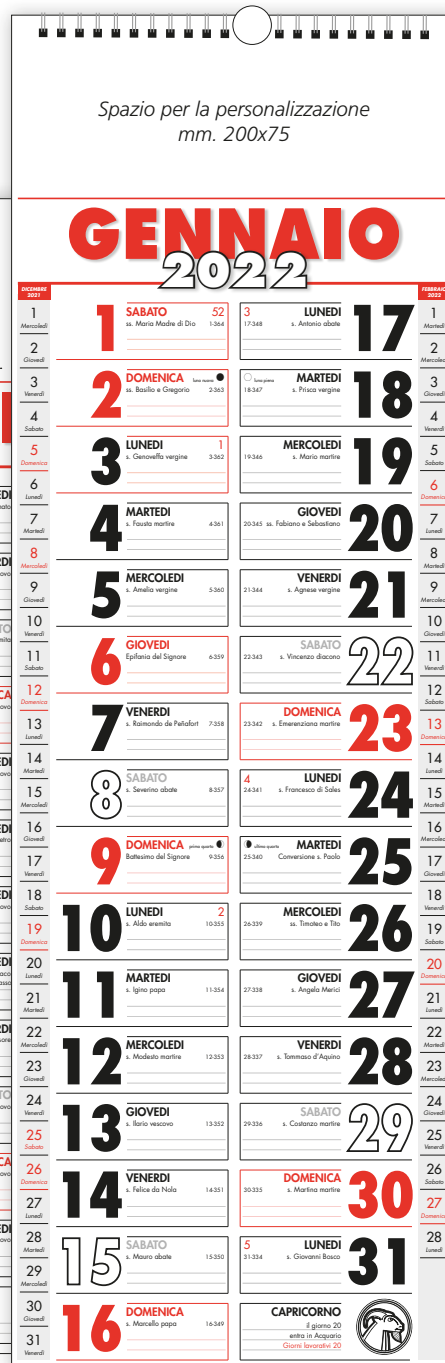 Spazio per la personalizzazione
mm. 200x75
GENNAIO
2022
DICEMBRE
2021
1
Mercoledì
2
Giovedì
3
Venerdì
4
Sabato
5
Domenica
6
Lunedì
7
Martedì
8
Mercoledì
9
Giovedì
10
Venerdì
11
Sabato
12
Domenica
13
Lunedì
14
Martedì
15
Mercoledì
16
Giovedì
17
Venerdì
18
Sabato
19
Domenica
20
Lunedì
21
Martedì
22
Mercoledì
23
Giovedì
24
Venerdì
25
Sabato
26
Domenica
27
Lunedì
28
Martedì
29
Mercoledì
30
Giovedì
31
Venerdì
1 SABATO 52
ss. Maria Madre di Dio 1-364
2 DOMENICA luna nuova
ss. Basilio e Gregorio 2-363
3 LUNEDI 1
s. Genoveffa vergine 3-362
4 MARTEDI
s. Fausta martire 4-361
5 MERCOLEDI
s. Amelia vergine 5-360
6 GIOVEDI
Epifania del Signore 6-359
7 VENERDI
s. Raimondo de Peñafort 7-358
8 SABATO
s. Severino abate 8-357
9 DOMENICA primo quarto
Battesimo del Signore 9-356
10 LUNEDI 2
s. Aldo eremita 10-355
11 MARTEDI
s. Igino papa 11-354
12 MERCOLEDI
s. Modesto martire 12-353
13 GIOVEDI
s. Ilario vescovo 13-352
14 VENERDI
s. Felice da Nola 14-351
15 SABATO
s. Mauro abate 15-350
16 DOMENICA
s. Marcello papa 16-349
3 LUNEDI 17
17-348 s. Antonio abate
luna piena MARTEDI 18
18-347 s. Prisca vergine
MERCOLEDI 19
19-346 s. Mario martire
GIOVEDI 20
20-345 ss. Fabiano e Sebastiano
VENERDI 21
21-344 s. Agnese vergine
SABATO 22
22-343 s. Vincenzo diacono
DOMENICA 23
23-342 s. Emerenziana martire
4 LUNEDI 24
24-341 s. Francesco di Sales
ultimo quarto MARTEDI 25
25-340 Conversione s. Paolo
MERCOLEDI 26
26-339 ss. Timoteo e Tito
GIOVEDI 27
27-338 s. Angela Merici
VENERDI 28
28-337 s. Tommaso d'Aquino
SABATO 29
29-336 s. Costanzo martire
DOMENICA 30
30-335 s. Martina martire
5 LUNEDI 31
31-334 s. Giovanni Bosco
CAPRICORNO
il giorno 20
entra in Acquario
Giorni lavorativi 20
FEBBRAIO
2022
1
Martedì
2
Mercoledì
3
Giovedì
4
Venerdì
5
Sabato
6
Domenica
7
Lunedì
8
Martedì
9
Mercoledì
10
Giovedì
11
Venerdì
12
Sabato
13
Domenica
14
Lunedì
15
Martedì
16
Mercoledì
17
Giovedì
18
Venerdì
19
Sabato
20
Domenica
21
Lunedì
22
Martedì
23
Mercoledì
24
Giovedì
25
Venerdì
26
Sabato
27
Domenica
28
Lunedì